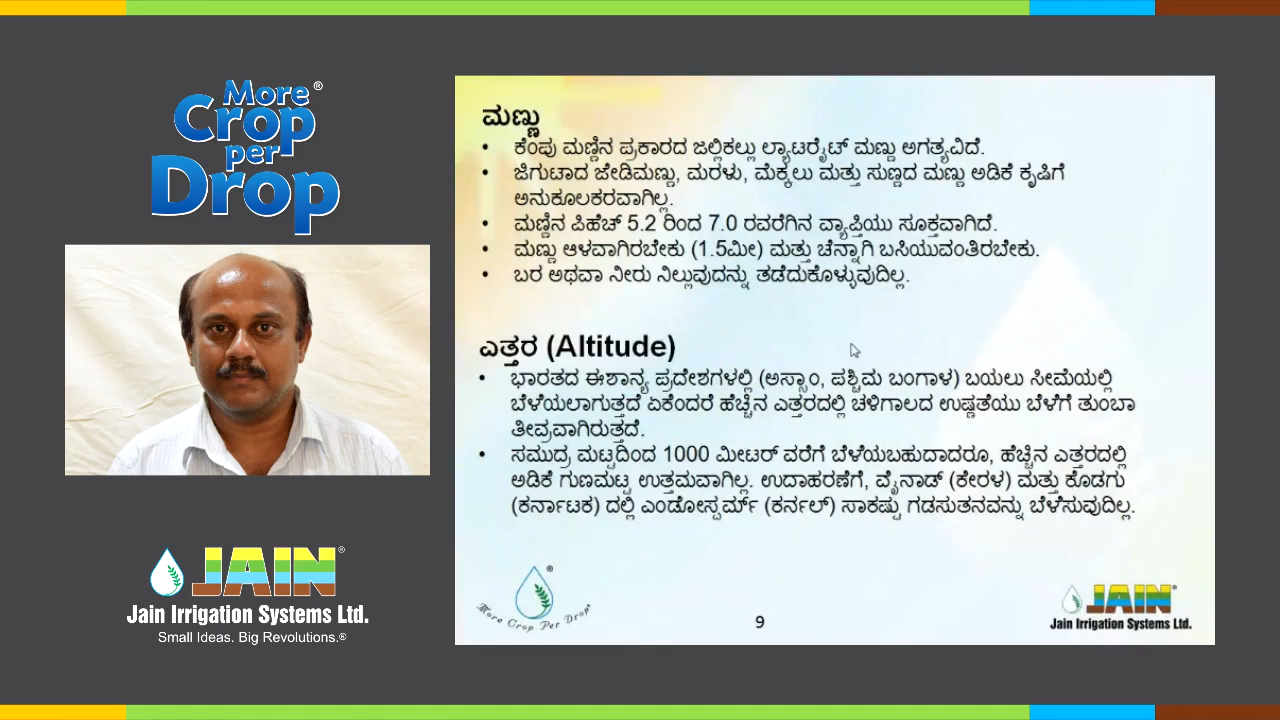 More®
Crop
per
Drop
JAIN®
Jain Irrigation Systems Ltd.
Small Ideas. Big Revolutions.®
ಮಣ್ಣು
• ಕೆಂಪು ಮಣ್ಣಿನ ಪ್ರಕಾರದ ಜಲ್ಲಿಕಲ್ಲು ಲ್ಯಾಟರೈಟ್ ಮಣ್ಣು ಅಗತ್ಯವಿದೆ.
• ಜಿಗುಟಾದ ಜೇಡಿಮಣ್ಣು, ಮರಳು, ಮೆಕ್ಕಲು ಮತ್ತು ಸುಣ್ಣದ ಮಣ್ಣು ಅಡಿಕೆ ಕೃಷಿಗೆ
ಅನುಕೂಲಕರವಾಗಿಲ್ಲ.
• ಮಣ್ಣಿನ ಪಿಹೆಚ್ 5.2 ರಿಂದ 7.0 ರವರೆಗಿನ ವ್ಯಾಪ್ತಿಯು ಸೂಕ್ತವಾಗಿದೆ.
• ಮಣ್ಣು ಆಳವಾಗಿರಬೇಕು (1.5ಮೀ) ಮತ್ತು ಚೆನ್ನಾಗಿ ಬಸಿಯುವಂತಿರಬೇಕು.
• ಬರ ಅಥವಾ ನೀರು ನಿಲ್ಲುವುದನ್ನು ತಡೆದುಕೊಳ್ಳುವುದಿಲ್ಲ.
ಎತ್ತರ (Altitude)
• ಭಾರತದ ಈಶಾನ್ಯ ಪ್ರದೇಶಗಳಲ್ಲಿ (ಅಸ್ಸಾಂ, ಪಶ್ಚಿಮ ಬಂಗಾಳ) ಬಯಲು ಸೀಮೆಯಲ್ಲಿ
ಬೆಳೆಯಲಾಗುತ್ತದೆ ಏಕೆಂದರೆ ಹೆಚ್ಚಿನ ಎತ್ತರದಲ್ಲಿ ಚಳಿಗಾಲದ ಉಷ್ಣತೆಯು ಬೆಳೆಗೆ ತುಂಬಾ
ತೀವ್ರವಾಗಿರುತ್ತದೆ.
• ಸಮುದ್ರ ಮಟ್ಟದಿಂದ 1000 ಮೀಟರ್ ವರೆಗೆ ಬೆಳೆಯಬಹುದಾದರೂ, ಹೆಚ್ಚಿನ ಎತ್ತರದಲ್ಲಿ
ಅಡಿಕೆ ಗುಣಮಟ್ಟ ಉತ್ತಮವಾಗಿಲ್ಲ. ಉದಾಹರಣೆಗೆ, ವೈನಾಡ್ (ಕೇರಳ) ಮತ್ತು ಕೊಡಗು
(ಕರ್ನಾಟಕ) ದಲ್ಲಿ ಎಂಡೋಸ್ಪರ್ಮ್ (ಕರ್ನಲ್) ಸಾಕಷ್ಟು ಗಡಸುತನವನ್ನು ಬೆಳೆಸುವುದಿಲ್ಲ.
More Crop Per Drop®
9
JAIN®
Jain Irrigation Systems Ltd.